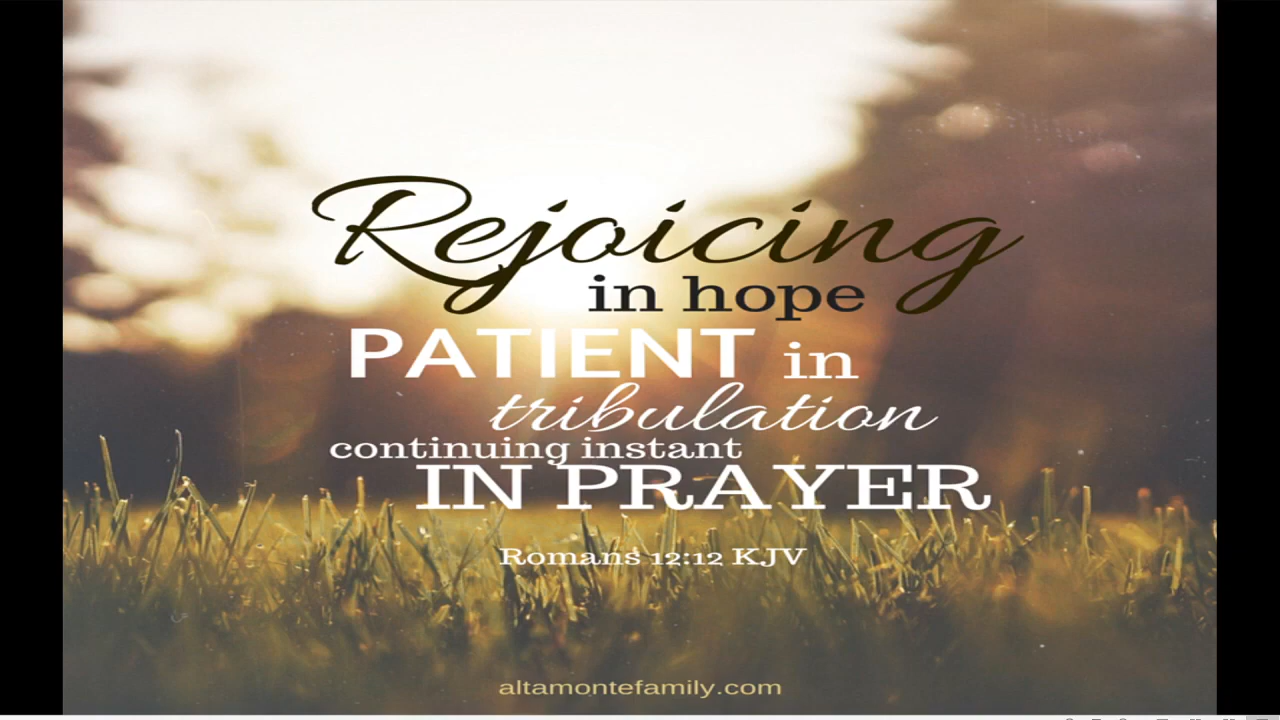 Rejoicing
in hope
PATIENT in
tribulation
continuing instant
IN PRAYER
Romans 12:12 KJV
altamontefamily.com